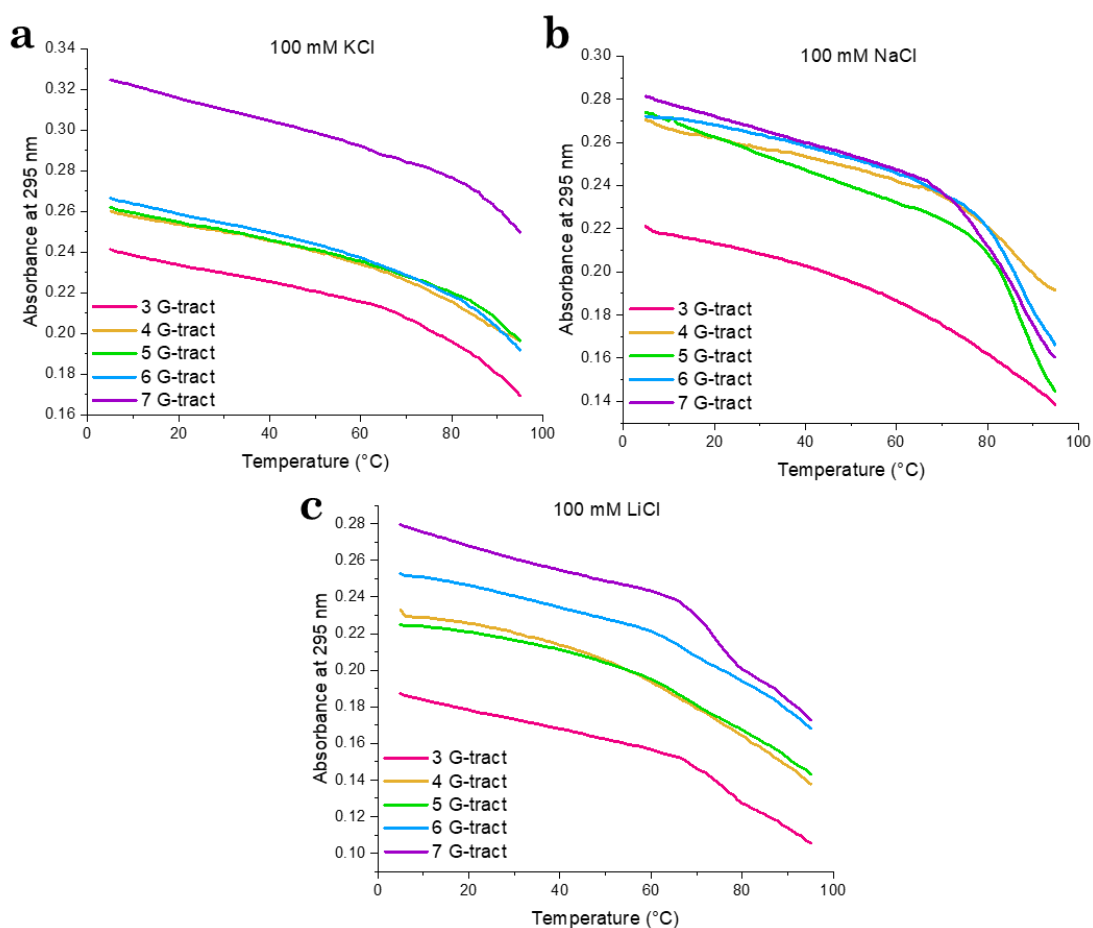 a
100 mM KCl
0.34
0.32
0.30
0.28
0.26
0.24
0.22
0.20
0.18
0.16
Absorbance at 295 nm
3 G-tract
4 G-tract
5 G-tract
6 G-tract
7 G-tract
0 20 40 60 80 100
Temperature (°C)
b
100 mM NaCl
0.30
0.28
0.26
0.24
0.22
0.20
0.18
0.16
0.14
Absorbance at 295 nm
3 G-tract
4 G-tract
5 G-tract
6 G-tract
7 G-tract
0 20 40 60 80 100
Temperature (°C)
c
100 mM LiCl
0.28
0.26
0.24
0.22
0.20
0.18
0.16
0.14
0.12
0.10
Absorbance at 295 nm
3 G-tract
4 G-tract
5 G-tract
6 G-tract
7 G-tract
0 20 40 60 80 100
Temperature (°C)